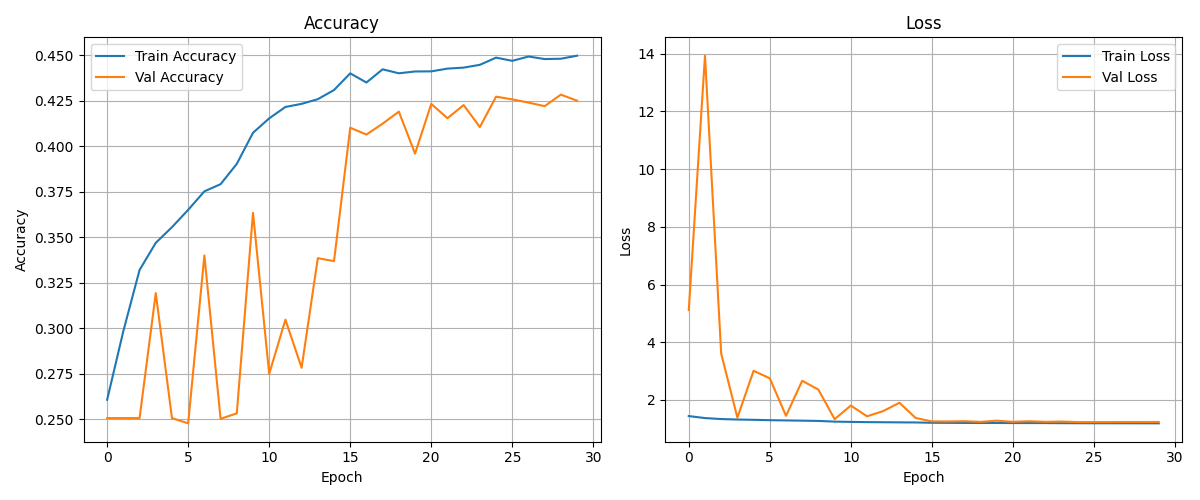 Accuracy
Train Accuracy
Val Accuracy
0.450
0.425
0.400
0.375
0.350
0.325
0.300
0.275
0.250
Accuracy
0 5 10 15 20 25 30
Epoch
Loss
Train Loss
Val Loss
14
12
10
8
6
4
2
Loss
0 5 10 15 20 25 30
Epoch